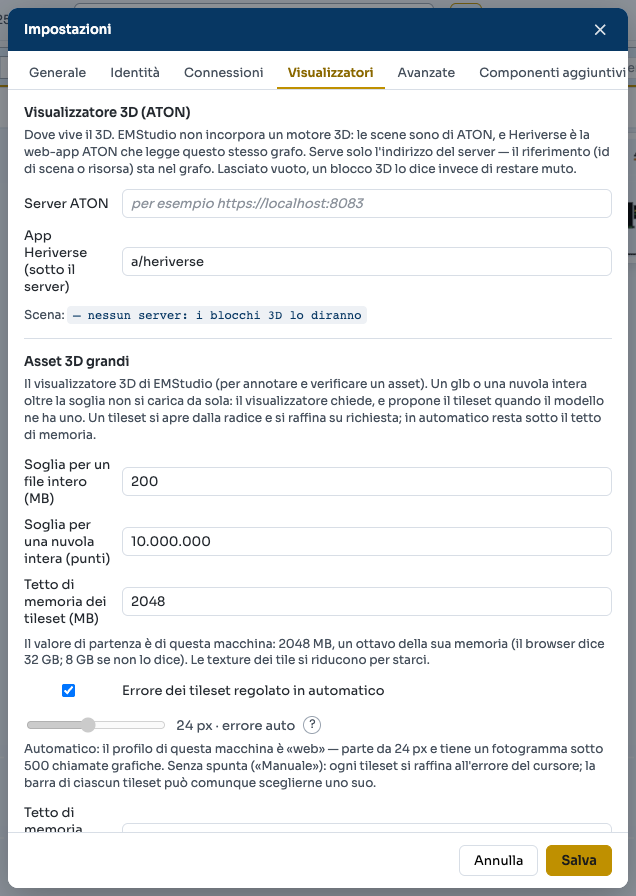 Impostazioni
Generale
Identità
Connessioni
Visualizzatori
Avanzate
Componenti aggiuntivi
Visualizzatore 3D (ATON)
Dove vive il 3D. EMStudio non incorpora un motore 3D: le scene sono di ATON, e Heriverse è la
web-app ATON che legge questo stesso grafo. Serve solo l'indirizzo del server — il riferimento (id
di scena o risorsa) sta nel grafo. Lasciato vuoto, un blocco 3D lo dice invece di restare muto.
Server ATON
per esempio https://localhost:8083
App
Heriverse
(sotto il
server)
a/heriverse
Scena: — nessun server: i blocchi 3D lo diranno
Asset 3D grandi
Il visualizzatore 3D di EMStudio (per annotare e verificare un asset). Un glb o una nuvola intera
oltre la soglia non si carica da sola: il visualizzatore chiede, e propone il tileset quando il modello
ne ha uno. Un tileset si apre dalla radice e si raffina su richiesta; in automatico resta sotto il tetto
di memoria.
Soglia per un
file intero
(MB)
200
Soglia per
una nuvola
intera (punti)
10.000.000
Tetto di
memoria dei
tileset (MB)
2048
Il valore di partenza è di questa macchina: 2048 MB, un ottavo della sua memoria (il browser dice
32 GB; 8 GB se non lo dice). Le texture dei tile si riducono per starci.
Errore dei tileset regolato in automatico
24 px · errore auto ?
Automatico: il profilo di questa macchina è «web» — parte da 24 px e tiene un fotogramma sotto
500 chiamate grafiche. Senza spunta («Manuale»): ogni tileset si raffina all'errore del cursore; la
barra di ciascun tileset può comunque sceglierne uno suo.
Tetto di
memoria
Annulla
Salva